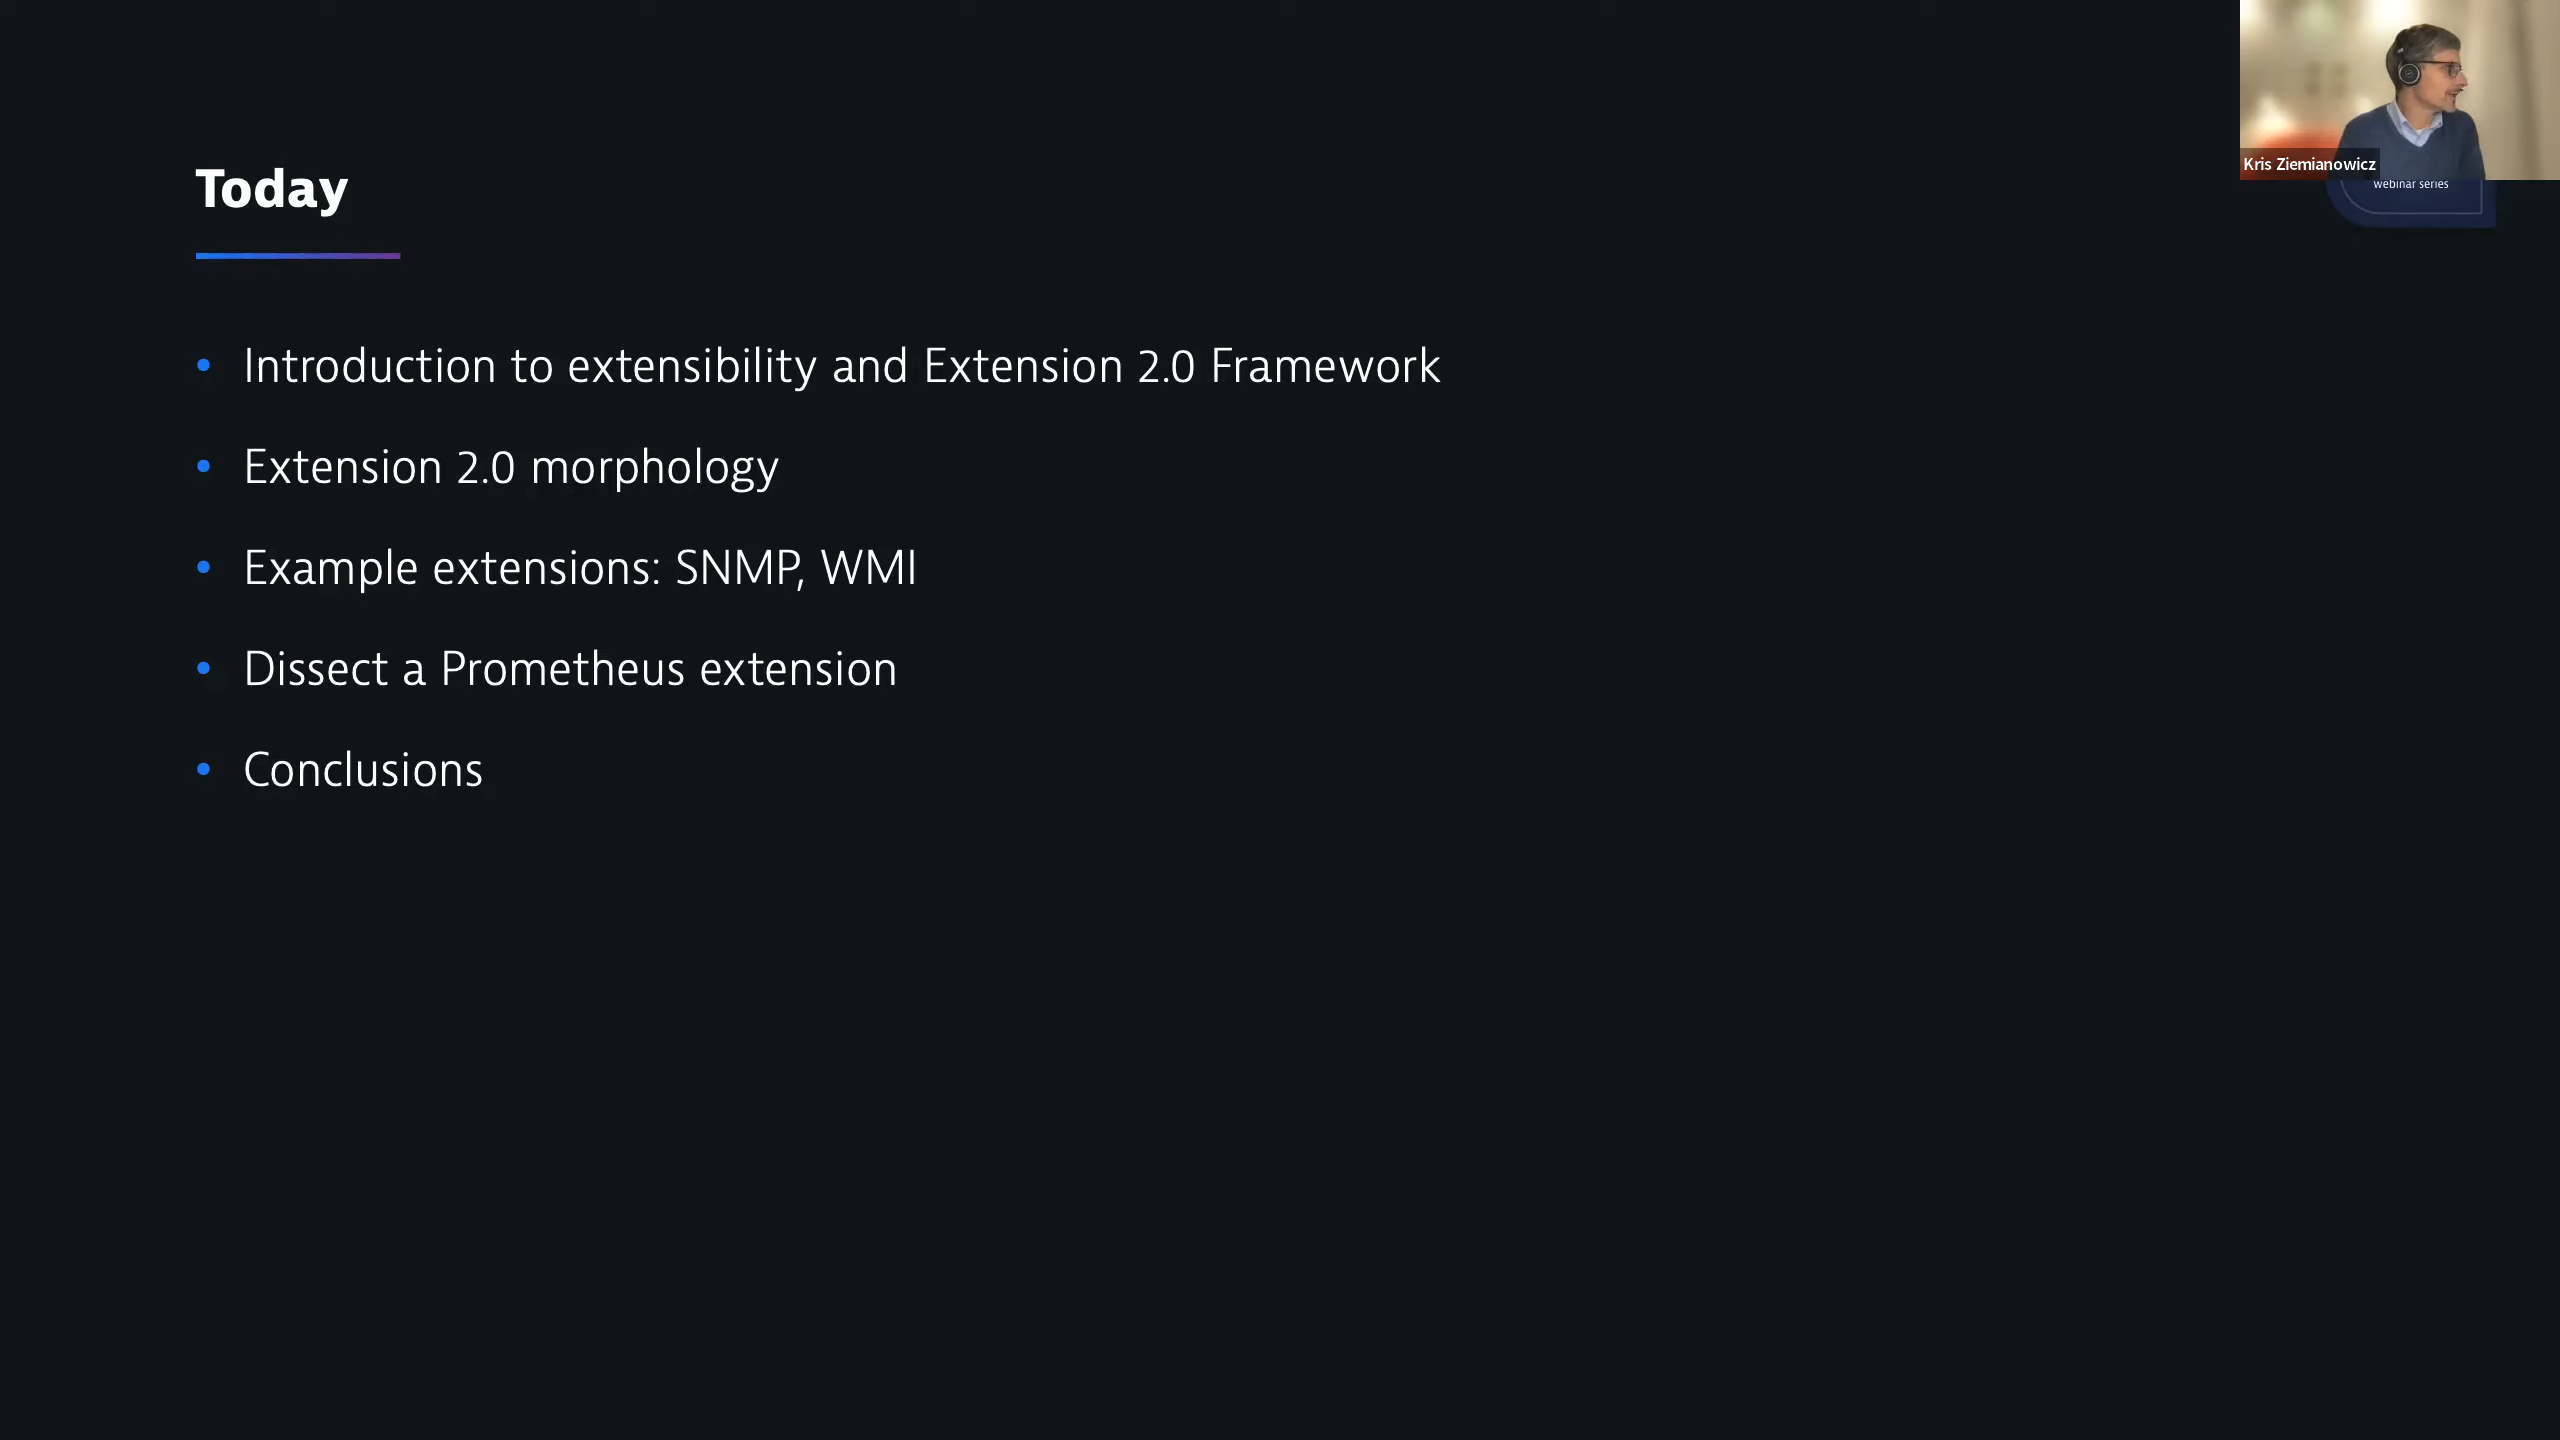 Kris Ziemianowicz
webinar series
Today
• Introduction to extensibility and Extension 2.0 Framework
• Extension 2.0 morphology
• Example extensions: SNMP, WMI
• Dissect a Prometheus extension
• Conclusions